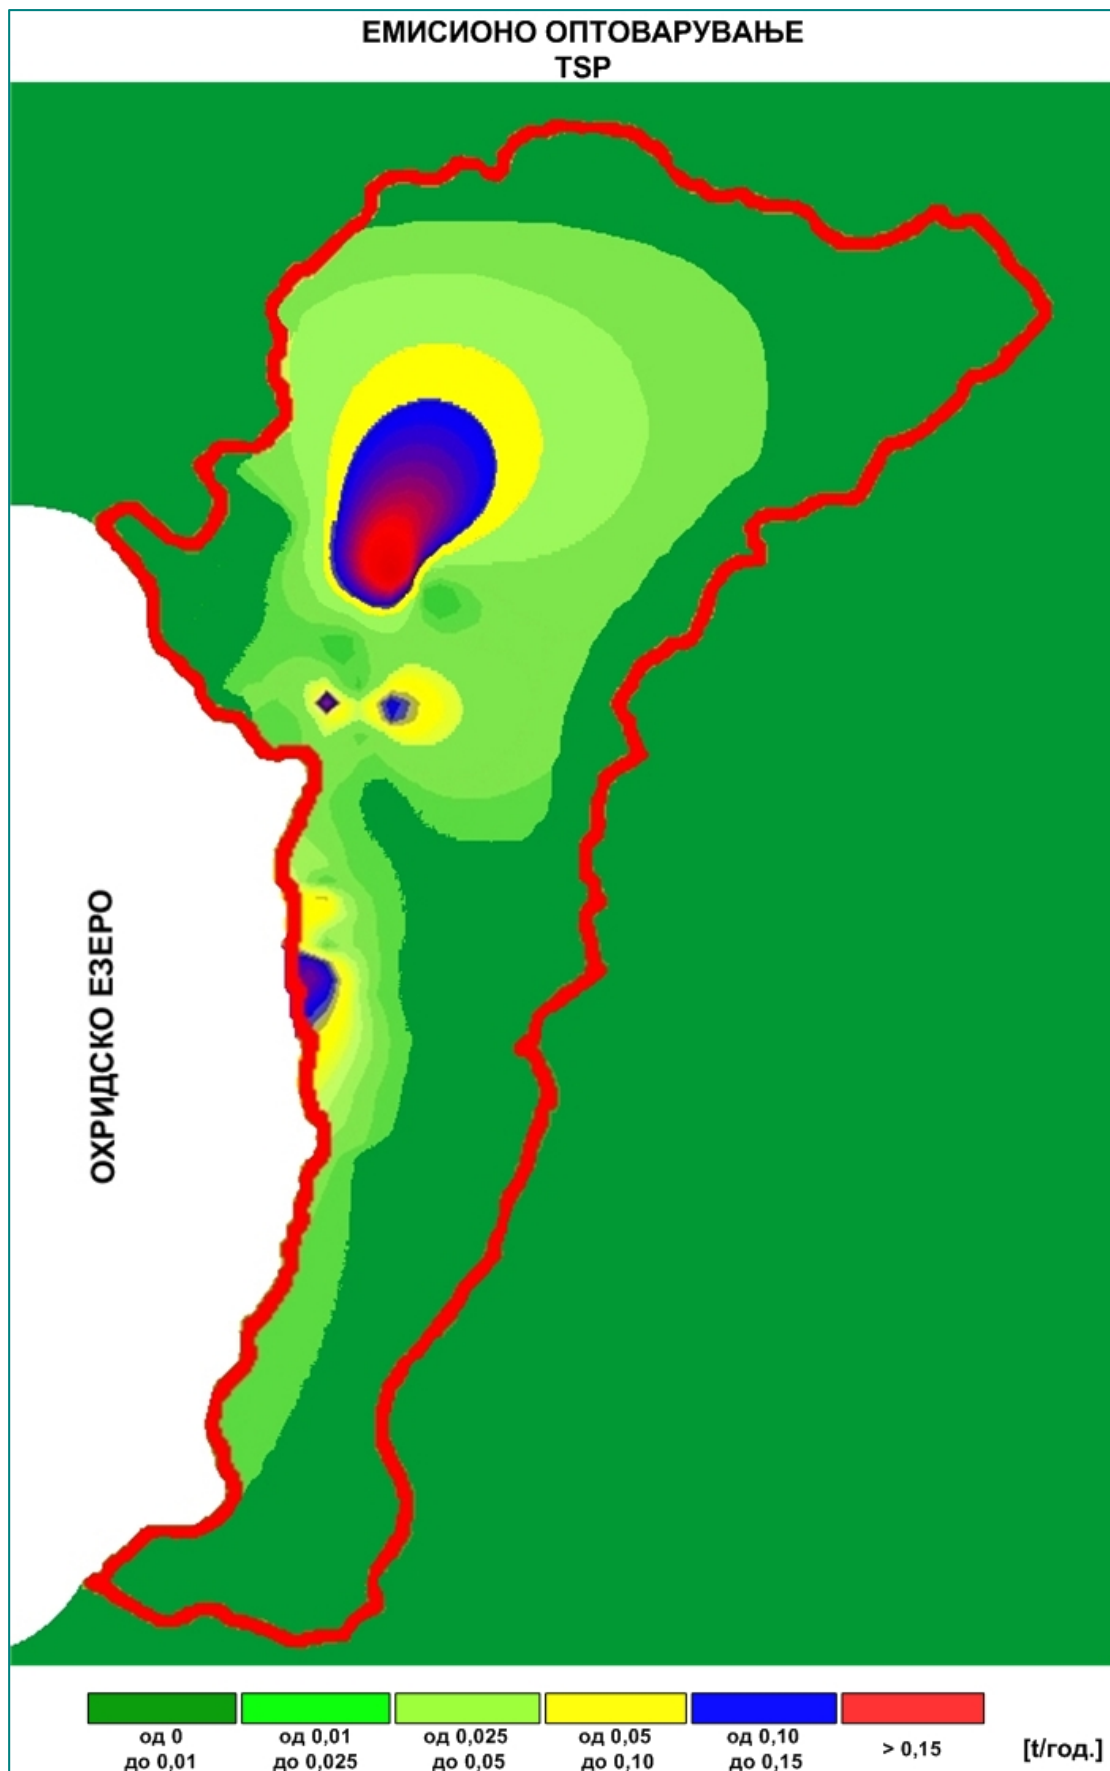 ЕМИСИОНО ОПТОВАРУВАЊЕ
TSP
ОХРИДСКО ЕЗЕРО
од 0
до 0,01
од 0,01
до 0,025
од 0,025
до 0,05
од 0,05
до 0,10
од 0,10
до 0,15
> 0,15
[t/год.]